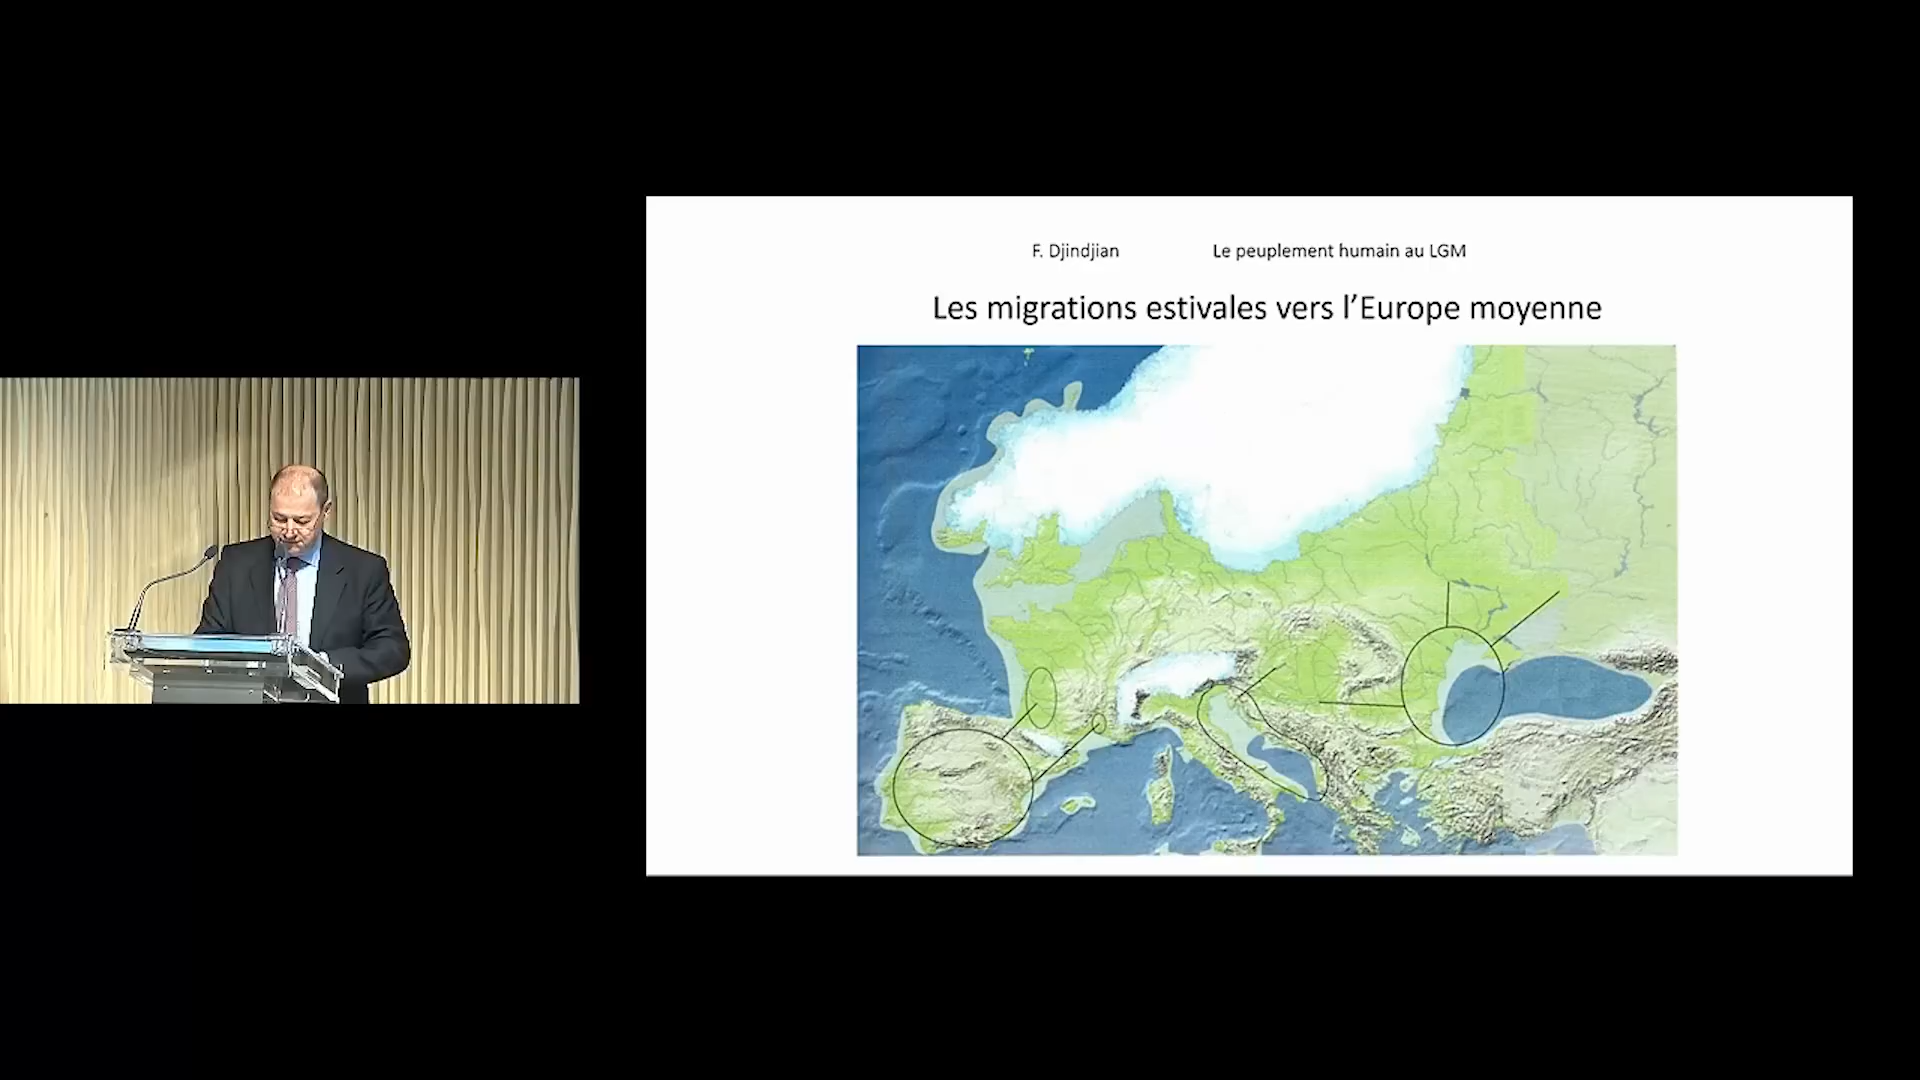 F. Djindjian Le peuplement humain au LGM
Les migrations estivales vers l’Europe moyenne